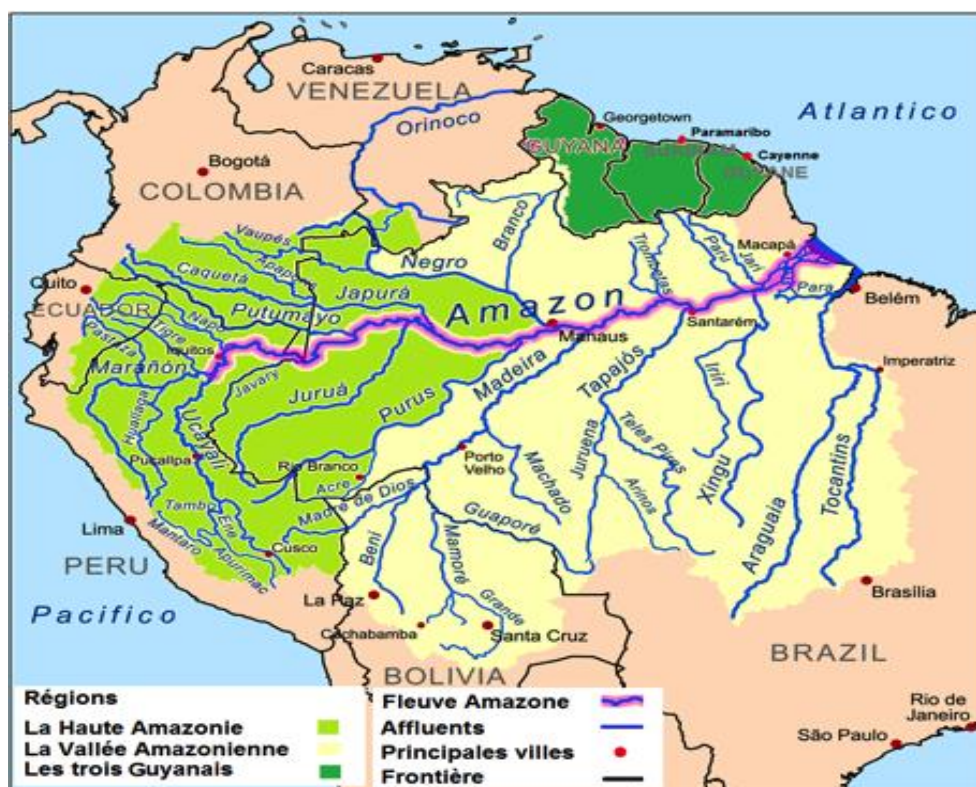 Caracas
VENEZUELA
Orinoco
Atlantico
Georgetown
GUYANA
Paramaribo
Cayenne
Bogotá
COLOMBIA
Vaupés
Branco
Negro
Caquetá
Japurá
Trombetas
Paru
Jari
Macapá
Quito
ECUADOR
Putumayo
Amazon
Para
Belém
Napo
Tigre
Pastaza
Iquitos
Manaus
Santarém
Marañón
Javary
Juruá
Purus
Madeira
Tapajós
Iriri
Imperatriz
Huallaga
Ucayali
Pucallpa
Rio Branco
Acre
Porto
Velho
Machado
Juruena
Teles Pires
Xingu
Tocantins
Araguaia
Arinos
Madre de Dios
Guaporé
Lima
Tambo
Ene
Mantaro
Apurimac
Cusco
PERU
Beni
Mamoré
Grande
Pacifico
La Paz
Cochabamba
Santa Cruz
BOLIVIA
Brasília
BRAZIL
Rio de
Janeiro
São Paulo
Régions
La Haute Amazonie
La Vallée Amazonienne
Les trois Guyanais
Fleuve Amazone
Affluents
Principales villes
Frontière